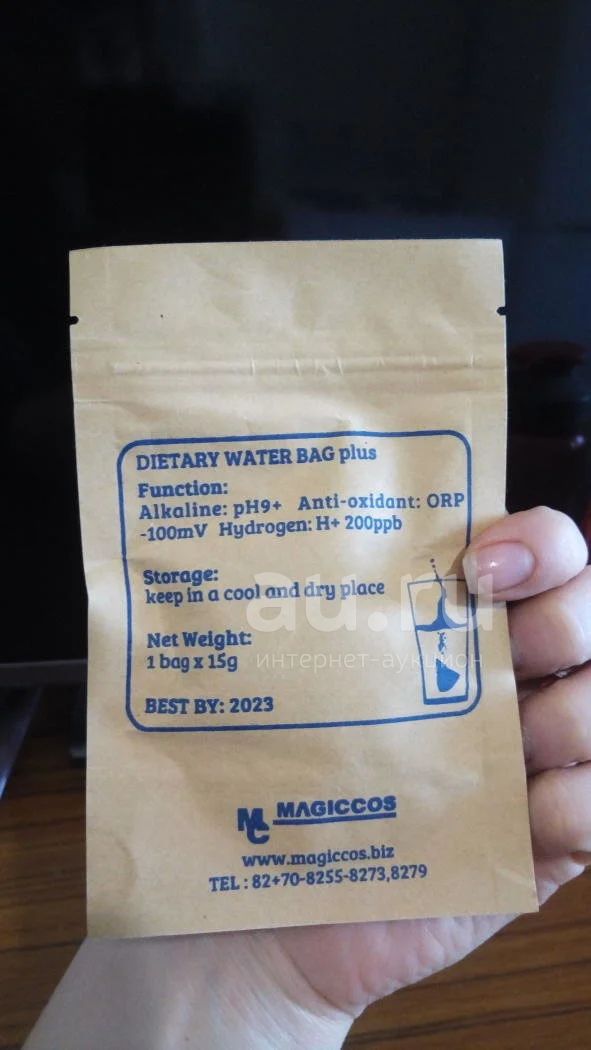 DIETARY WATER BAG plus
Function:
Alkaline: pH9+ Anti-oxidant: ORP
-100mV Hydrogen: H+ 200ppb
Storage:
keep in a cool and dry place
au.ru
интернет-аукцион
Net Weight:
1 bag x 15g
BEST BY: 2023
MC MAGICCOS
www.magiccos.biz
TEL : 82+70-8255-8273,8279